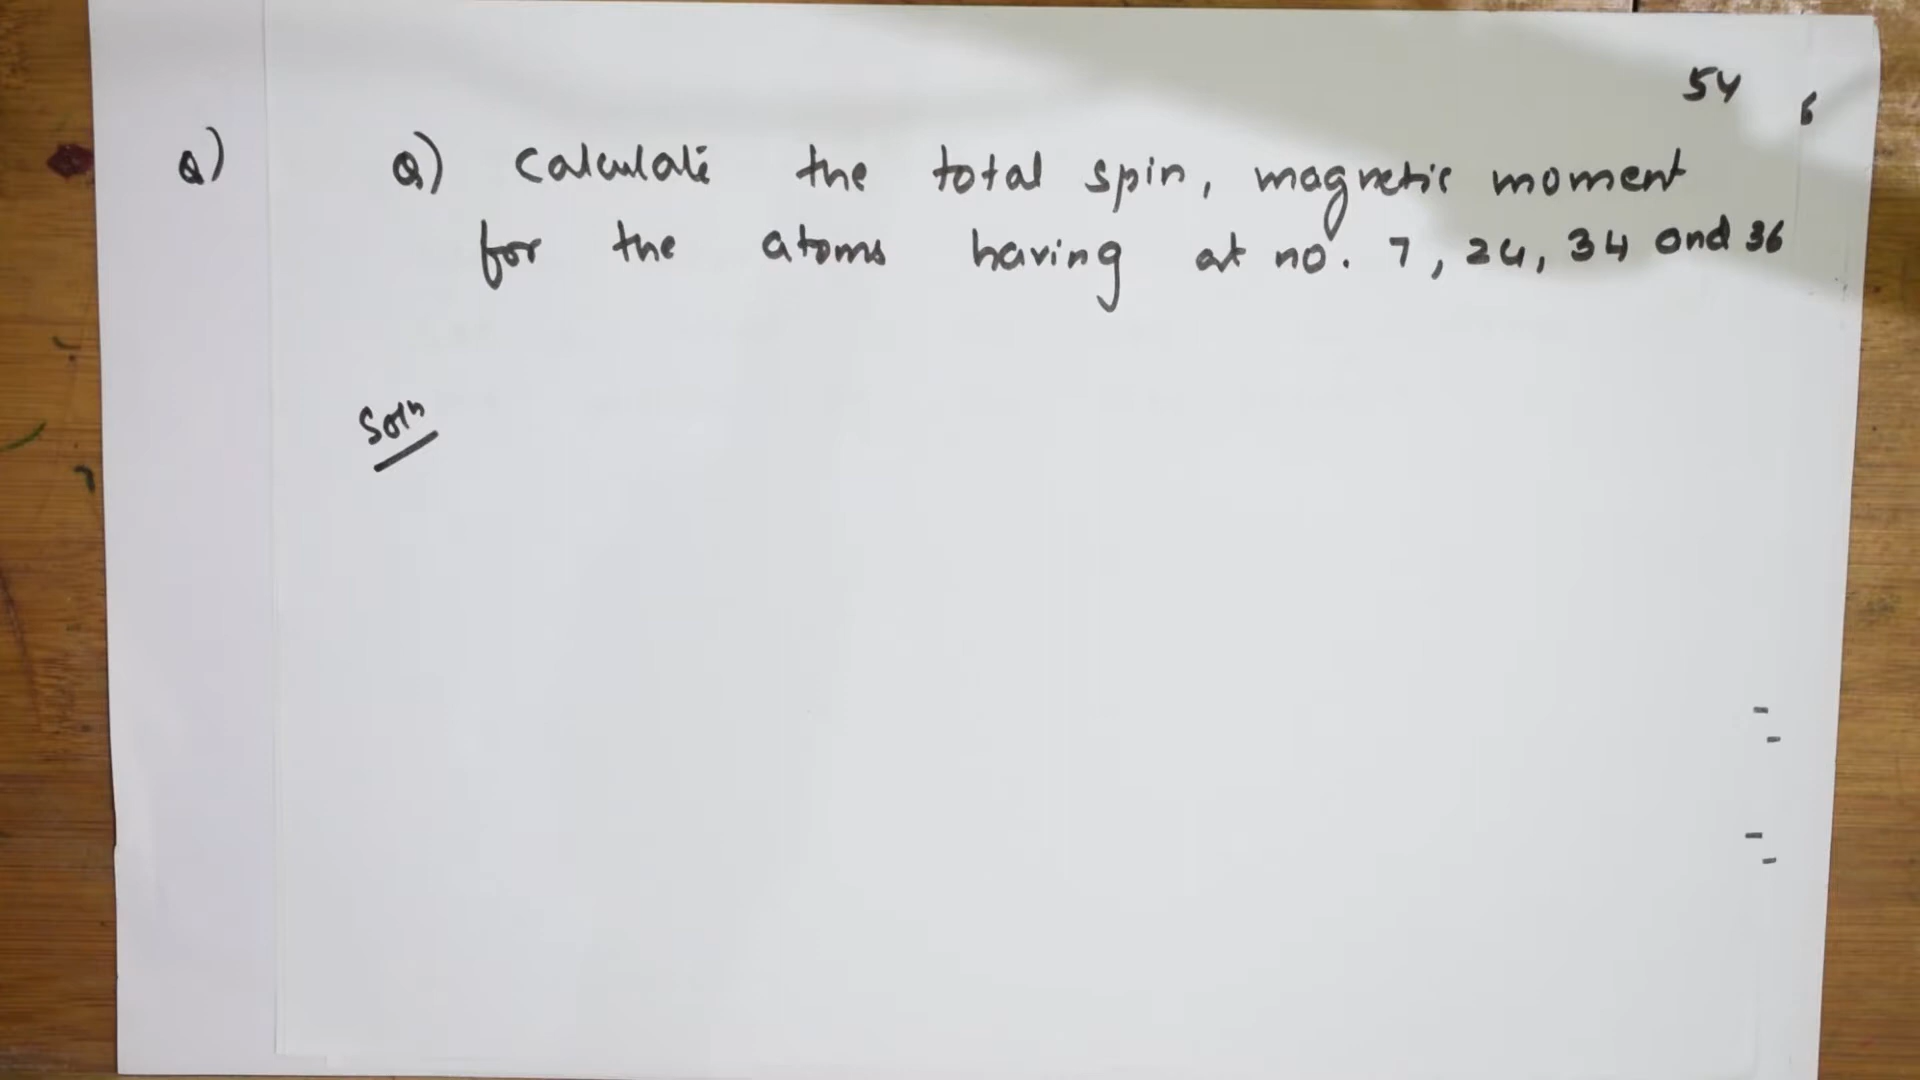 54 6
Q) Q) Calculate the total spin, magnetic moment
for the atoms having at no. 7, 24, 34 and 36
Soln